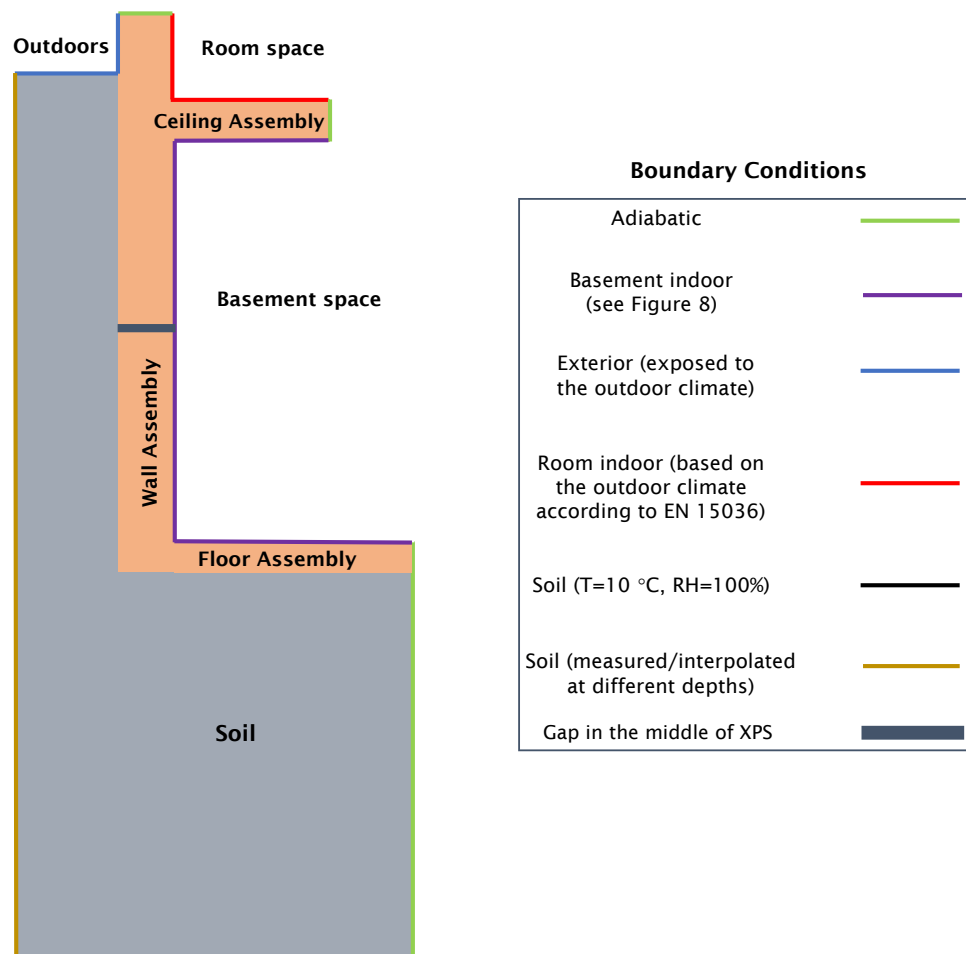 Outdoors
Room space
Ceiling Assembly
Basement space
Wall Assembly
Floor Assembly
Soil
Boundary Conditions
Adiabatic
Basement indoor
(see Figure 8)
Exterior (exposed to
the outdoor climate)
Room indoor (based on
the outdoor climate
according to EN 15036)
Soil (T=10 °C, RH=100%)
Soil (measured/interpolated
at different depths)
Gap in the middle of XPS